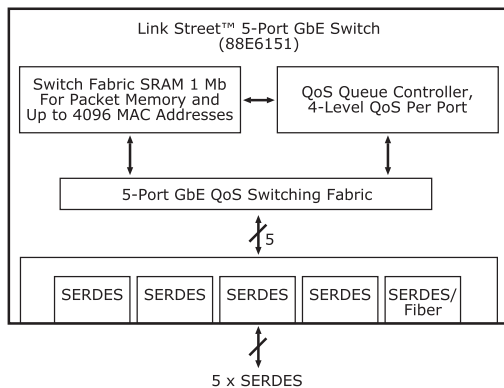 Link Street™ 5-Port GbE Switch
(88E6151)
Switch Fabric SRAM 1 Mb
For Packet Memory and
Up to 4096 MAC Addresses
QoS Queue Controller,
4-Level QoS Per Port
5-Port GbE QoS Switching Fabric
5
SERDES
SERDES
SERDES
SERDES
SERDES/
Fiber
5 x SERDES